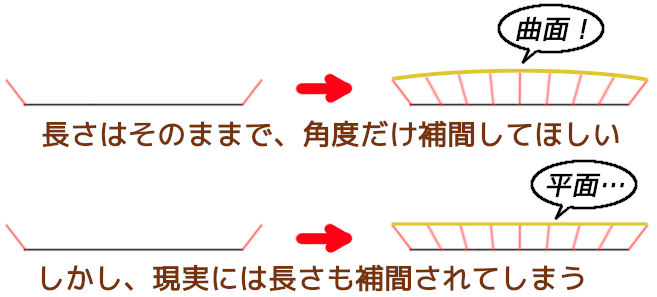 曲面！
長さはそのままで、角度だけ補間してほしい
平面…
しかし、現実には長さも補間されてしまう